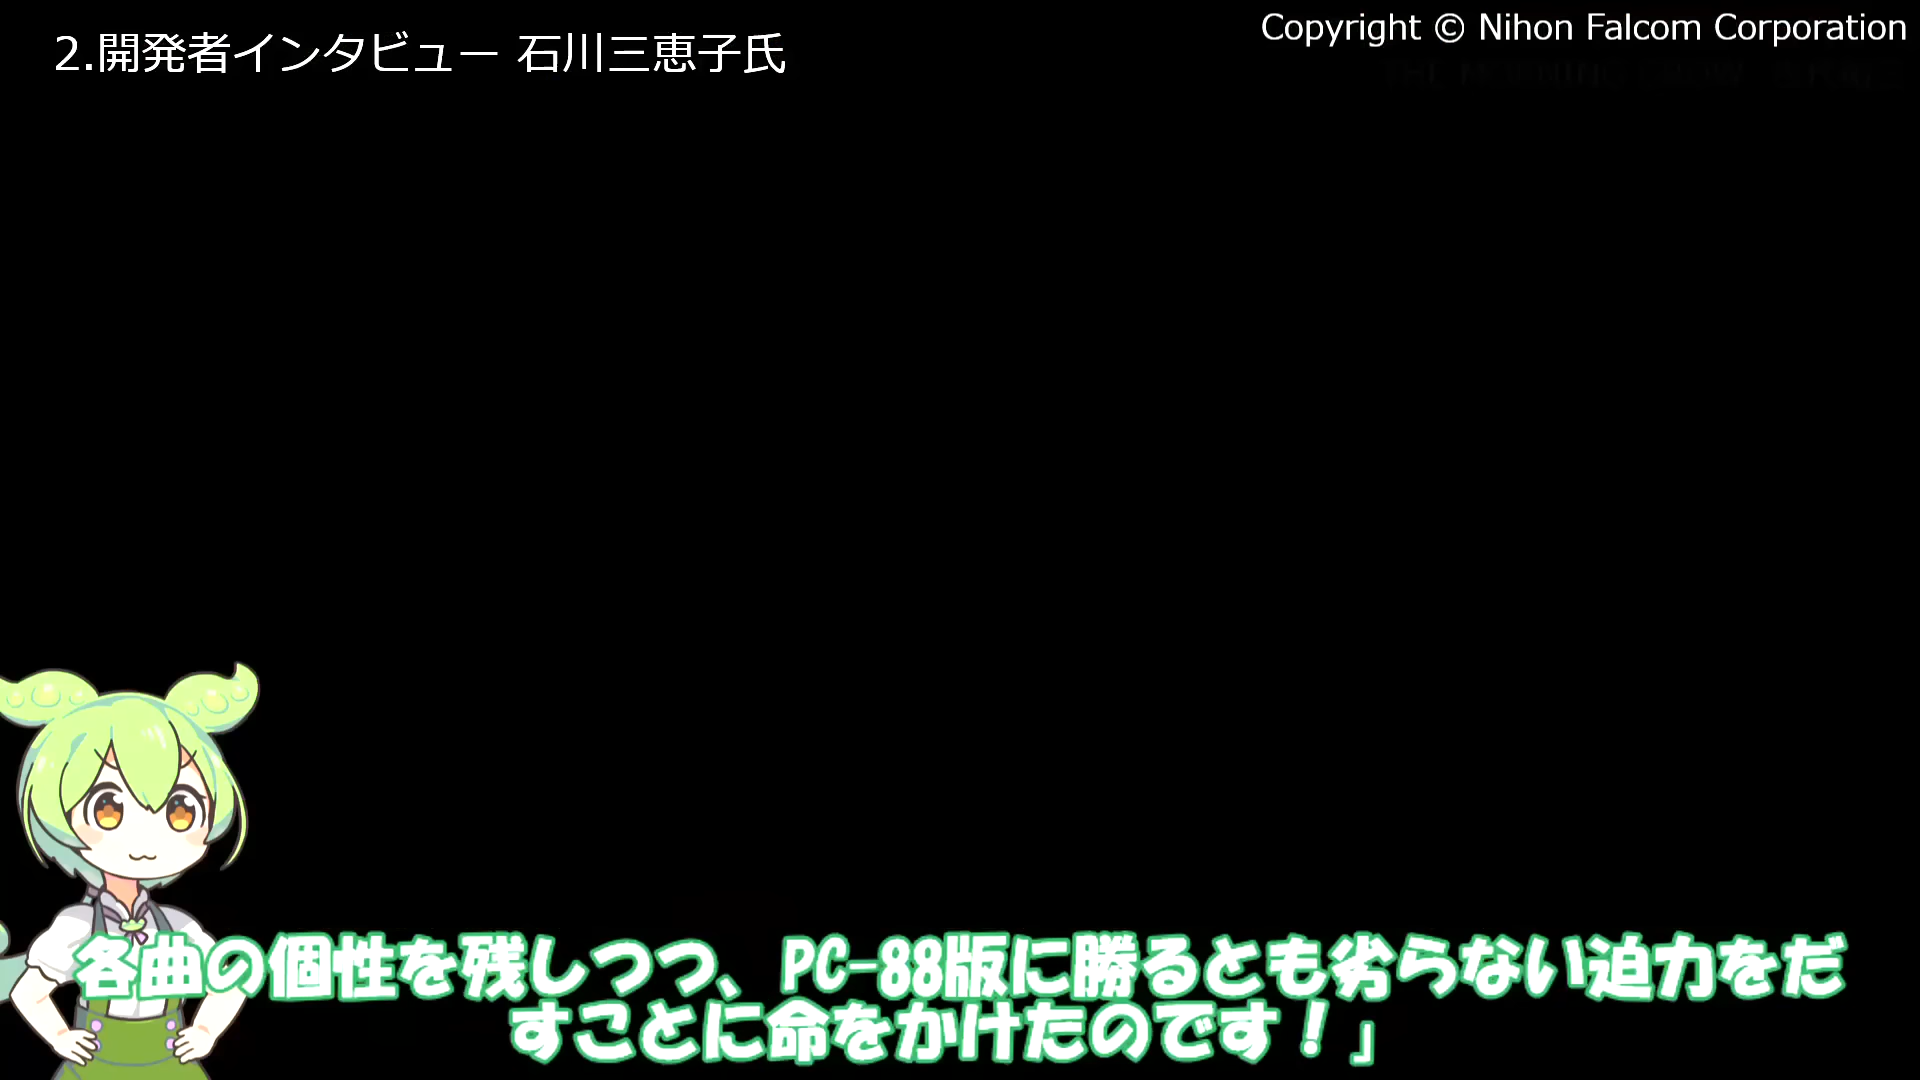 2.開発者インタビュー 石川三恵子氏
Copyright © Nihon Falcom Corporation
各曲の個性を残しつつ、PC-88版に勝るとも劣らない迫力をだ
すことに命をかけたのです！」